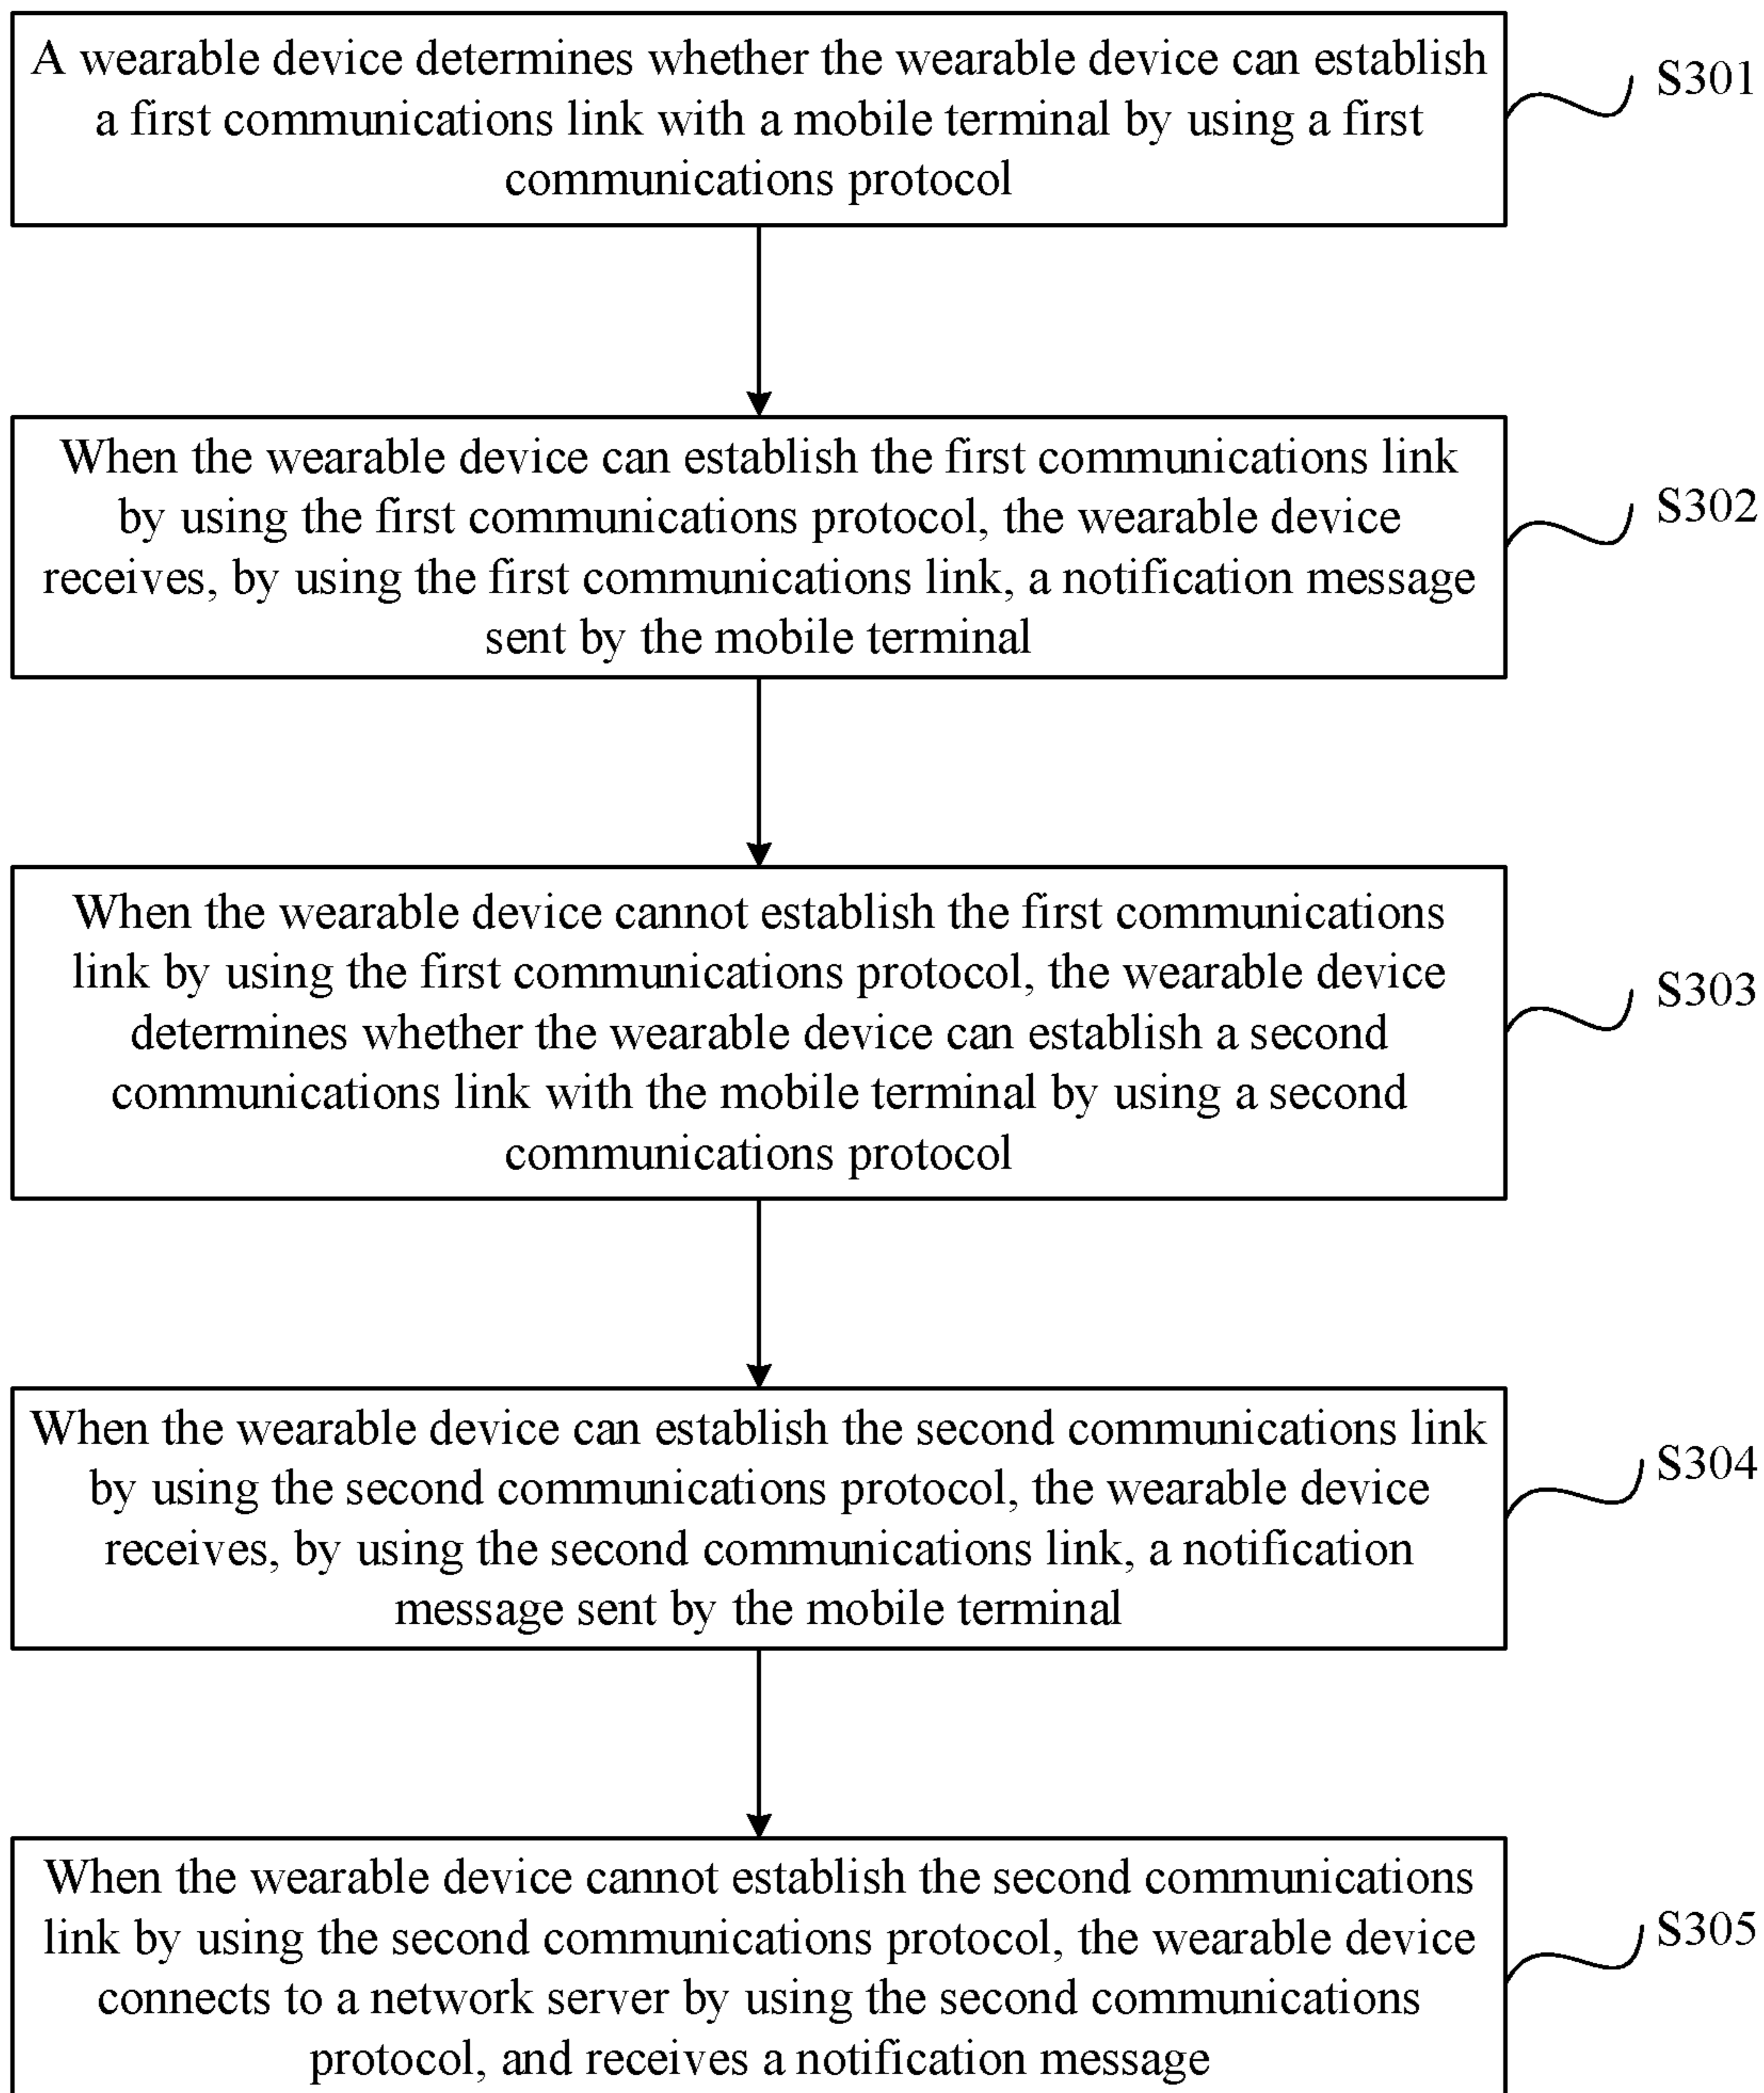 A wearable device determines whether the wearable device can establish
a first communications link with a mobile terminal by using a first
communications protocol
S301
When the wearable device can establish the first communications link
by using the first communications protocol, the wearable device
receives, by using the first communications link, a notification message
sent by the mobile terminal
S302
When the wearable device cannot establish the first communications
link by using the first communications protocol, the wearable device
determines whether the wearable device can establish a second
communications link with the mobile terminal by using a second
communications protocol
S303
When the wearable device can establish the second communications link
by using the second communications protocol, the wearable device
receives, by using the second communications link, a notification
message sent by the mobile terminal
S304
When the wearable device cannot establish the second communications
link by using the second communications protocol, the wearable device
connects to a network server by using the second communications
protocol, and receives a notification message
S305